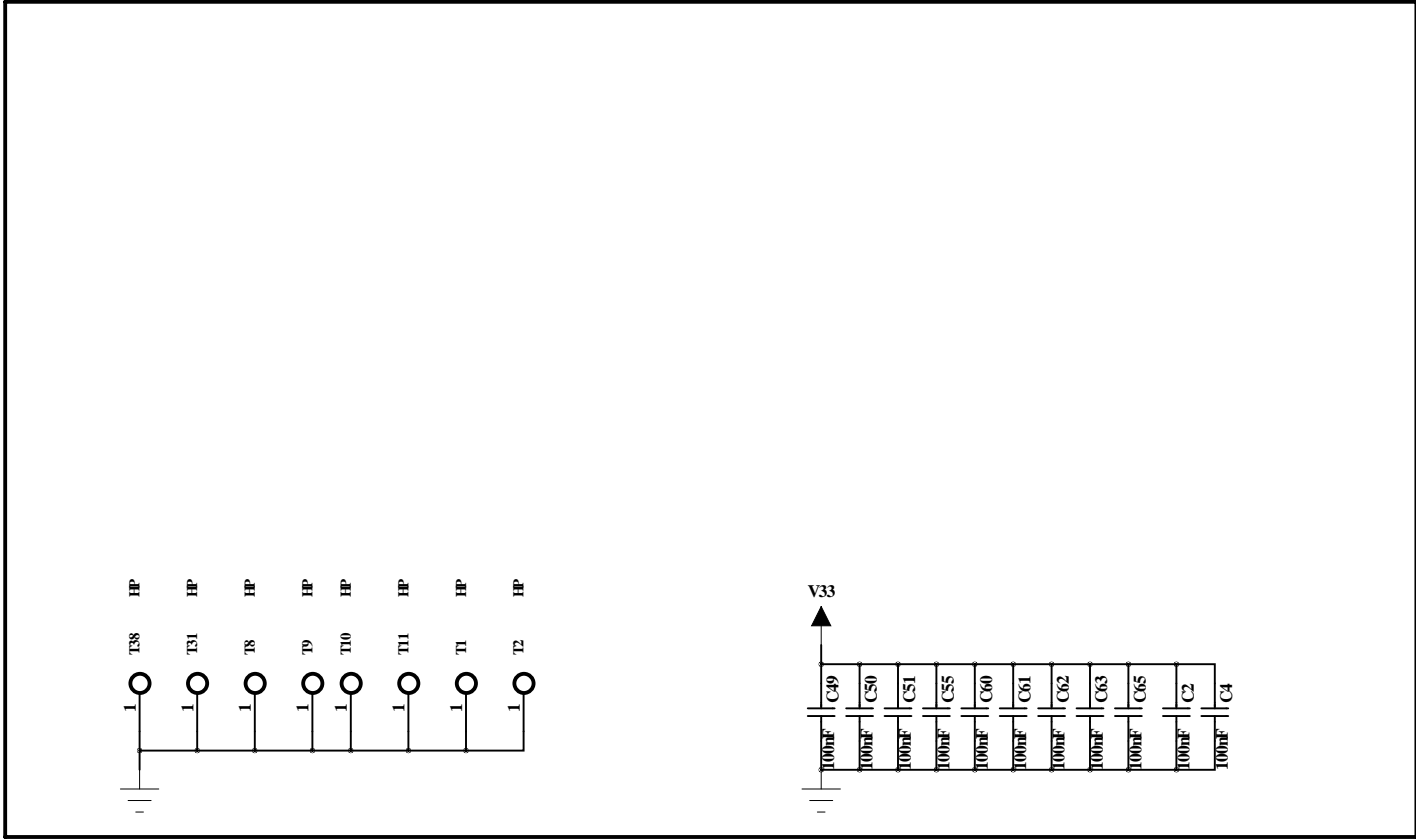 HP HP HP HP HP HP HP HP
T38 T31 T8 T9 T10 T11 T1 T2
1 1 1 1 1 1 1 1
V33
C49 C50 C51 C55 C60 C61 C62 C63 C65 C2 C4
100nF 100nF 100nF 100nF 100nF 100nF 100nF 100nF 100nF 100nF 100nF